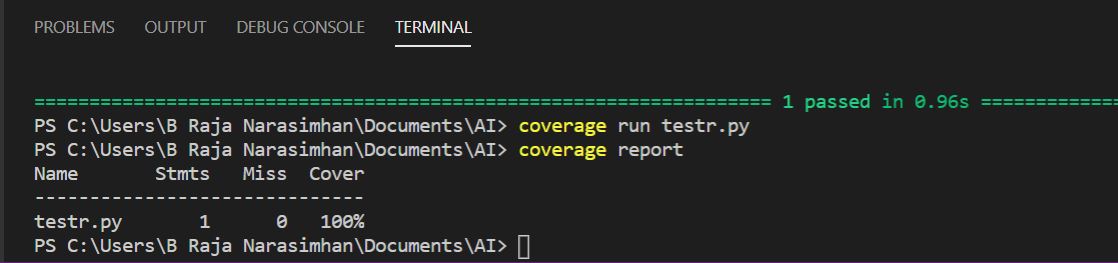 PROBLEMS OUTPUT DEBUG CONSOLE TERMINAL
=================================================================== 1 passed in 0.96s =============
PS C:\Users\B Raja Narasimhan\Documents\AI> coverage run testr.py
PS C:\Users\B Raja Narasimhan\Documents\AI> coverage report
Name       Stmts   Miss  Cover
------------------------------
testr.py       1      0   100%
PS C:\Users\B Raja Narasimhan\Documents\AI>